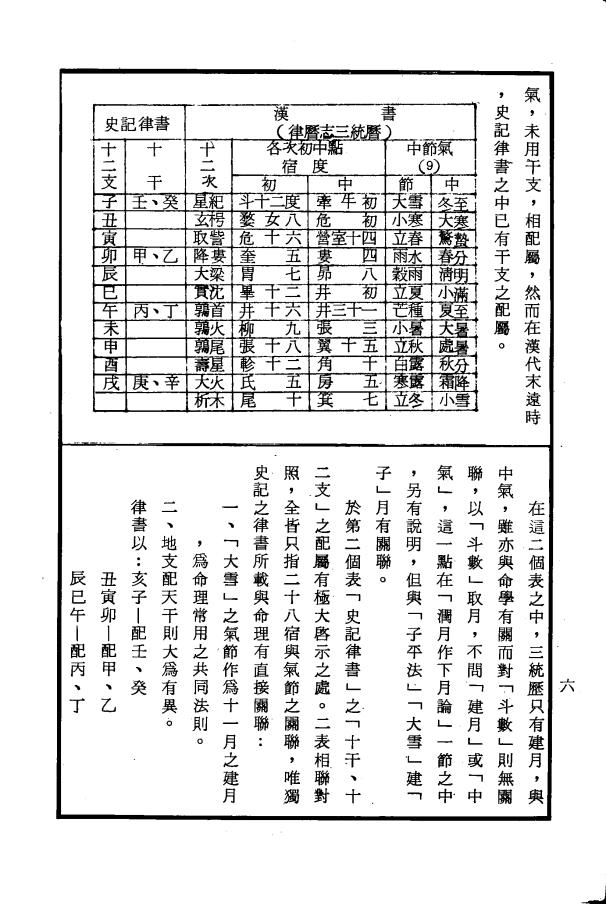 氣，未用干支，相配屬，然而在漢代末遠時
，史記律書之中已有干支之配屬。
史記律書 漢書
（律曆志三統曆）
十二支 十干 十二次 各次初中點宿度 中節氣(9)
初 中 節 中
子 壬、癸 星紀 斗十二度 牽牛初 大雪 冬至
丑 玄枵 婺女八 危初 小寒 大寒
寅 取訾 危十六 營室十四 立春 驚蟄
卯 甲、乙 降婁 奎五 婁四 雨水 春分
辰 大梁 胃七 昴八 穀雨 清明
巳 實沈 畢十二 井初 立夏 小滿
午 丙、丁 鶉首 井十六 井三十一 芒種 夏至
未 鶉火 柳九 張三 小暑 大暑
申 鶉尾 張十八 翼十五 立秋 處暑
酉 壽星 軫十二 角十 白露 秋分
戌 庚、辛 大火 氏五 房五 寒露 霜降
析木 尾十 箕七 立冬 小雪
在這二個表之中，三統歷只有建月，與
中氣，雖亦與命學有關而對「斗數」則無關
聯，以「斗數」取月，不問「建月」或「中
氣」，這一點在「潤月作下月論」一節之中
，另有說明，但與「子平法」「大雪」建「
子」月有關聯。
於第二個表「史記律書」之「十干、十
二支」之配屬有極大啓示之處。二表相聯對
照，全皆只指二十八宿與氣節之關聯，唯獨
史記之律書所載與命理有直接關聯：
一、「大雪」之氣節作爲十一月之建月
，爲命理常用之共同法則。
二、地支配天干則大爲有異。
律書以：亥子—配壬、癸
丑寅卯—配甲、乙
辰巳午—配丙、丁
六